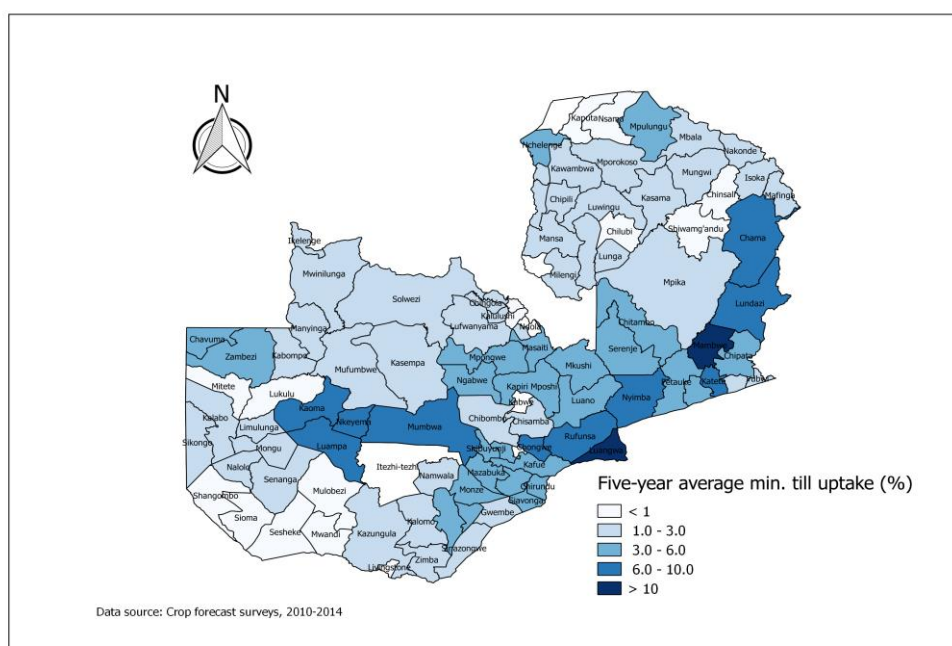 N
Kaputa
Nsama
Mpulungu
Mbala
Nchelenge
Nakonde
Mporokoso
Kawambwa
Mungwi
Isoka
Kasama
Chinsali
Mafinga
Chipili
Luwingu
Shiwamg'andu
Chilubi
Chama
Mansa
Lunga
Ikelenge
Milengi
Mpika
Mwinilunga
Lundazi
Solwezi
Chingola
Kalulushi
Chitambo
Manyinga
Lufwanyama
Ndola
Chavuma
Masaiti
Serenje
Mambwe
Zambezi
Kabompo
Kasempa
Mpongwe
Chipata
Mufumbwe
Mkushi
Mitete
Ngabwe
Petauke
Katete
Lukulu
Kapiri Mposhi
Luano
Nyimba
Kalabo
Kaoma
Kabwe
Limulunga
Nkeyema
Mumbwa
Chibombo
Chisamba
Sikongo
Mongu
Luampa
Rufunsa
Chongwe
Luangwa
Nalolo
Itezhi-tezhi
Kafue
Senanga
Namwala
Mazabuka
Chirundu
Shangombo
Mulobezi
Monze
Siavonga
Sioma
Gwembe
Sesheke
Mwandi
Kazungula
Kalomo
Sinazongwe
Zimba
Livingstone
Five-year average min. till uptake (%)
< 1
1.0 - 3.0
3.0 - 6.0
6.0 - 10.0
> 10
Data source: Crop forecast surveys, 2010-2014